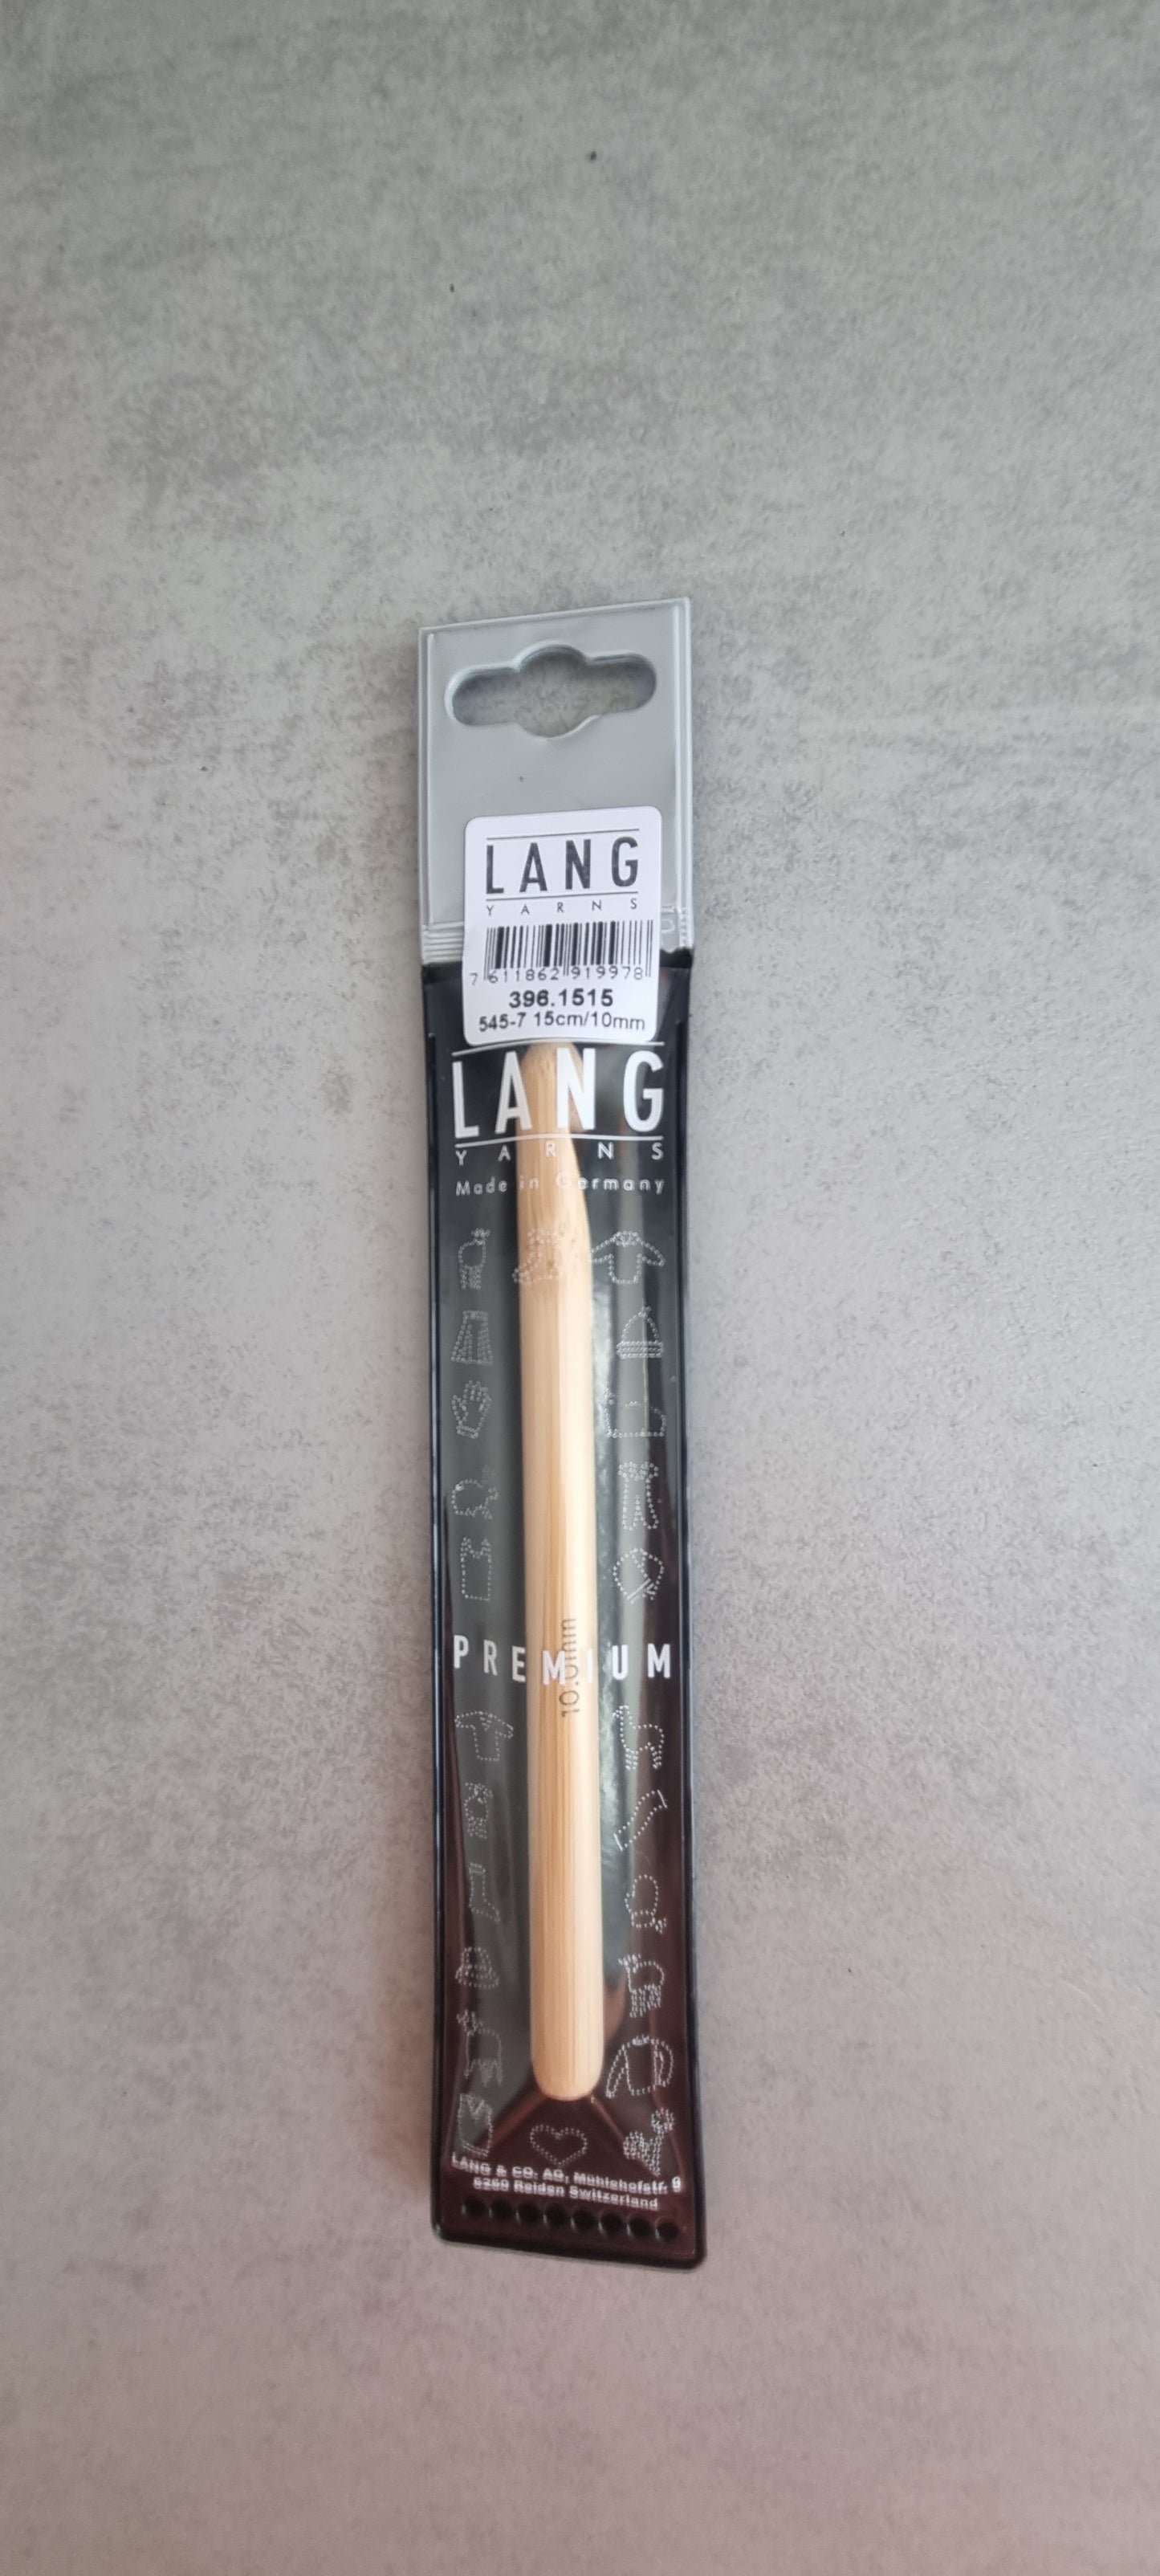 LANG
YARNS
7 611862 919978
396.1515
545-7 15cm/10mm
LANG
YARNS
Made in Germany
PREMIUM
10.0mm
LANG & CO. AG, Mühlehofstr. 9
6260 Reiden Switzerland